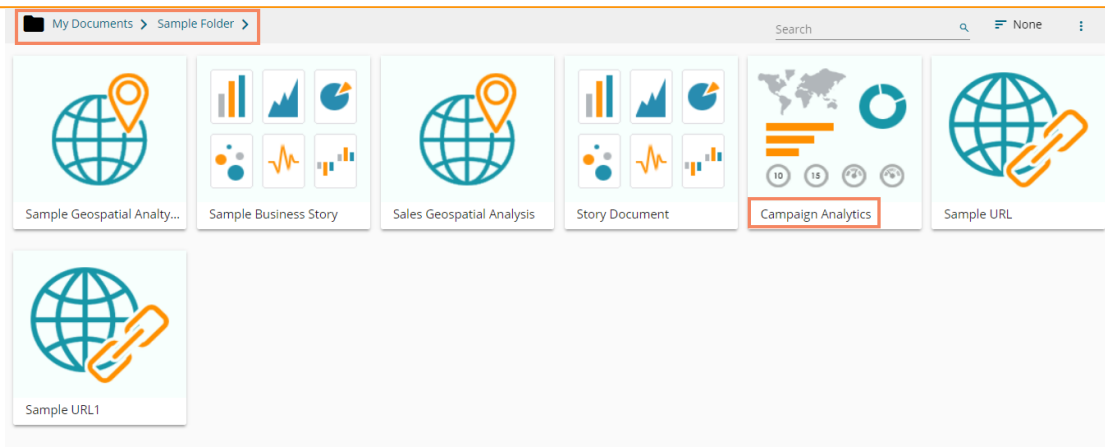 My Documents > Sample Folder >
Search
None
10 15
Sample Geospatial Analty...
Sample Business Story
Sales Geospatial Analysis
Story Document
Campaign Analytics
Sample URL
Sample URL1